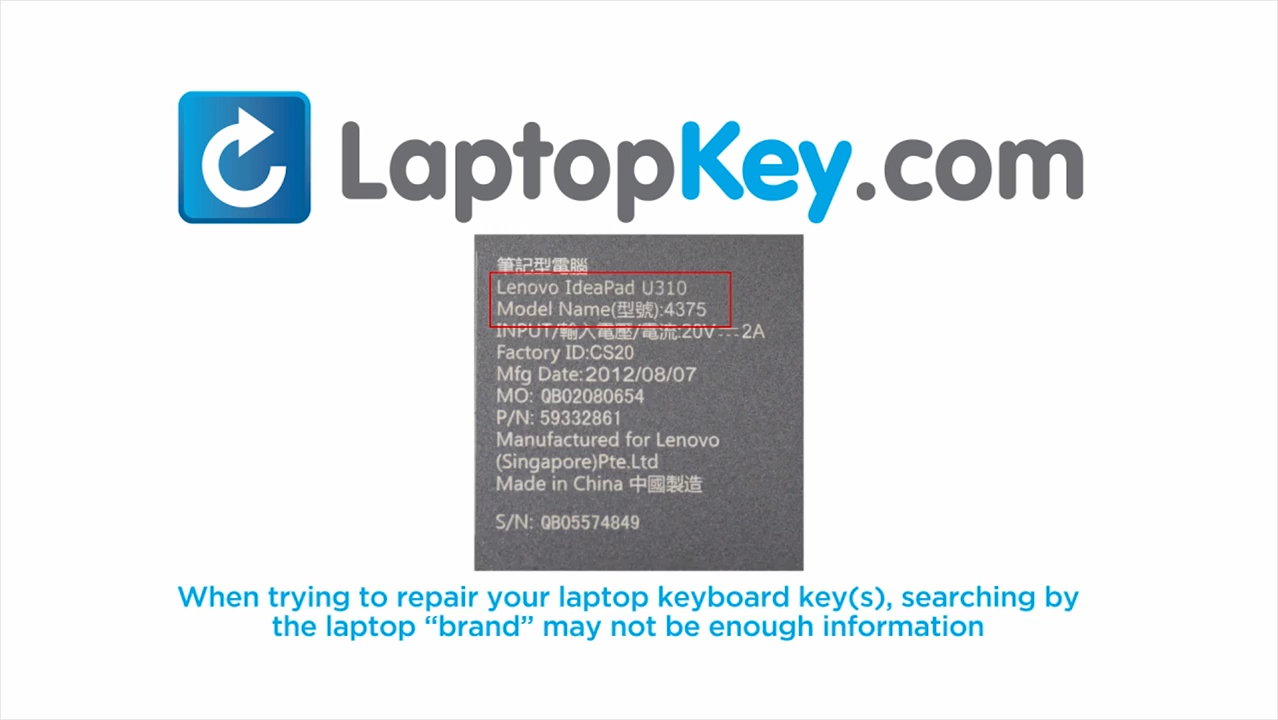 LaptopKey.com
筆記型電腦
Lenovo IdeaPad U310
Model Name(型號):4375
INPUT/輸入電壓/電流:20V⎓2A
Factory ID:CS20
Mfg Date:2012/08/07
MO: QB02080654
P/N: 59332861
Manufactured for Lenovo
(Singapore)Pte.Ltd
Made in China 中國製造
S/N: QB05574849
When trying to repair your laptop keyboard key(s), searching by
the laptop “brand” may not be enough information